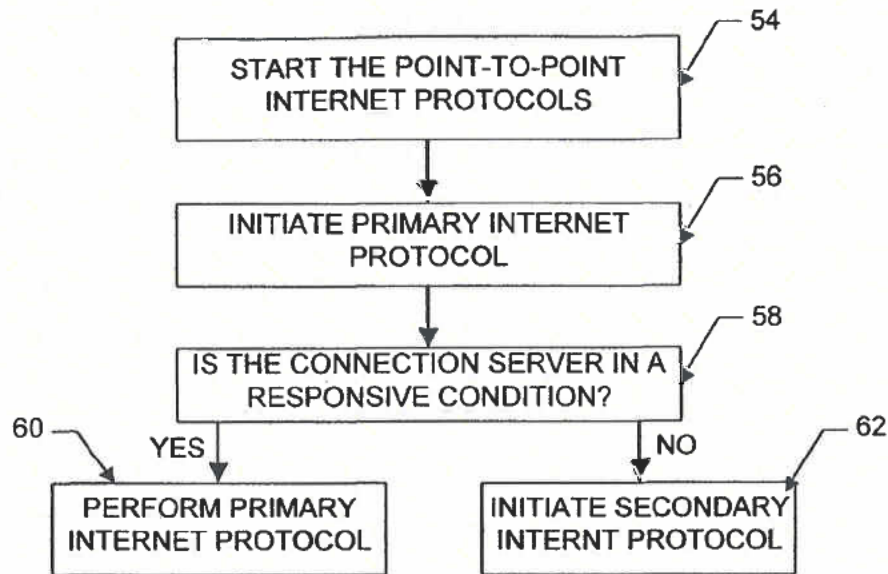 54
START THE POINT-TO-POINT
INTERNET PROTOCOLS
56
INITIATE PRIMARY INTERNET
PROTOCOL
58
IS THE CONNECTION SERVER IN A
RESPONSIVE CONDITION?
60
YES
NO
62
PERFORM PRIMARY
INTERNET PROTOCOL
INITIATE SECONDARY
INTERNT PROTOCOL